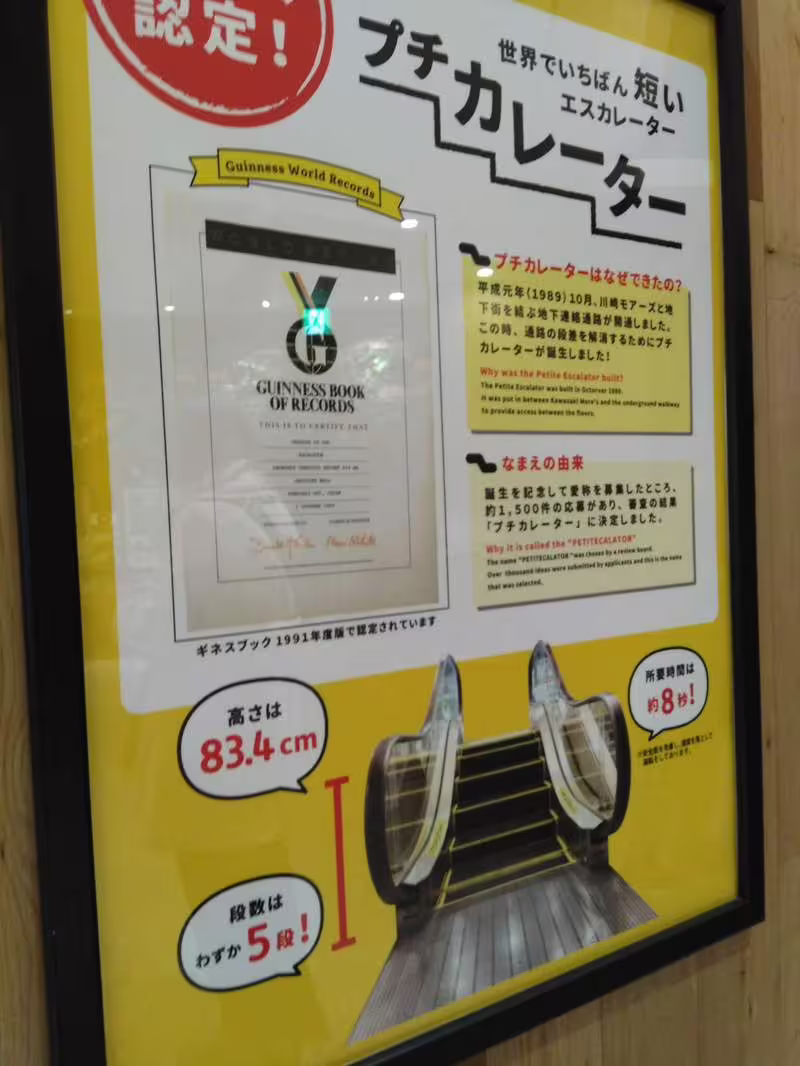 認定！
世界でいちばん 短い
エスカレーター
プチカレーター
Guinness World Records
GUINNESS BOOK
OF RECORDS
THIS IS TO CERTIFY THAT
ギネスブック 1991年度版で認定されています
プチカレーターはなぜできたの？
平成元年(1989)10月、川崎モアーズと地
下街を結ぶ地下連絡通路が開通しました。
この時、通路の段差を解消するためにプチ
カレーターが誕生しました！
Why was the Petite Escalator built?
The Petite Escalator was built in Octorver 1989.
It was put in between Kawasaki More's and the underground walkway
to provide access between the floors.
なまえの由来
誕生を記念して愛称を募集したところ、
約1,500件の応募があり、審査の結果
「プチカレーター」に決定しました。
Why it is called the "PETITECALATOR"
The name "PETITECALATOR "was chosen by a review board.
Over thousand ideas were submitted by applicants and this is the name
that was selected.
高さは
83.4cm
段数は
わずか5段！
所要時間は
約8秒！